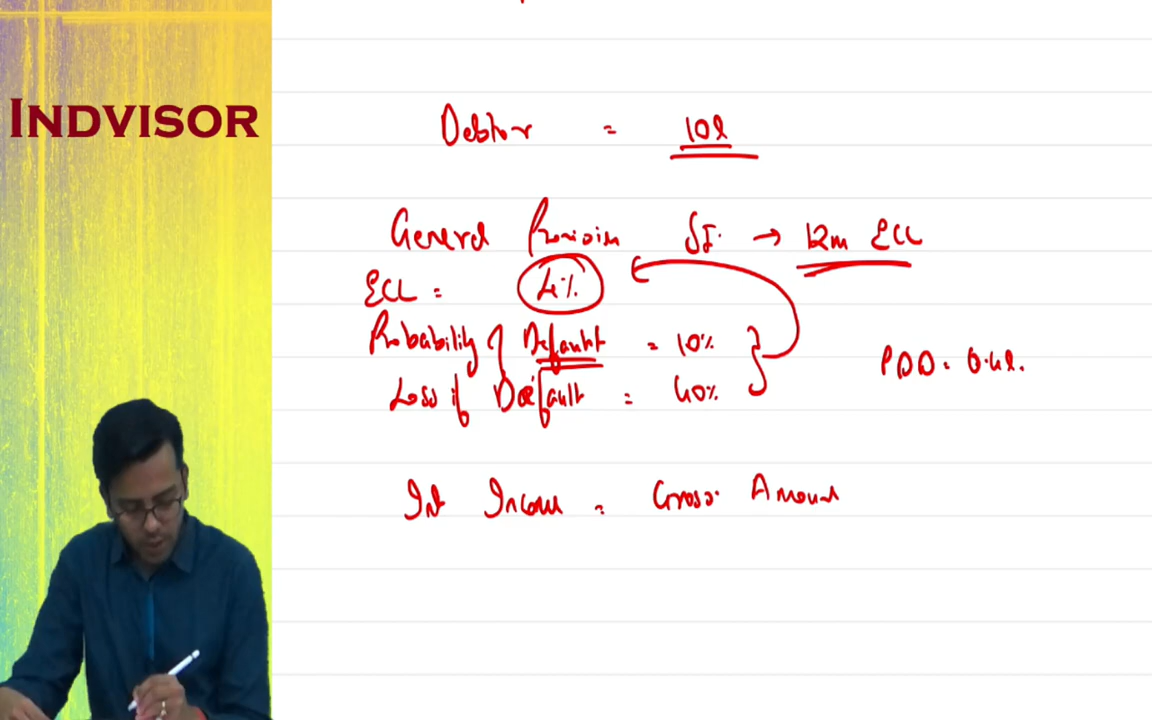 INDVISOR
Debtor = 10l
General Provision SI → 12m ECL
ECL = 4%
Probability of Default = 10%
Loss if Default = 40%
PDD = 0.4l.
Int Income = Gross Amount